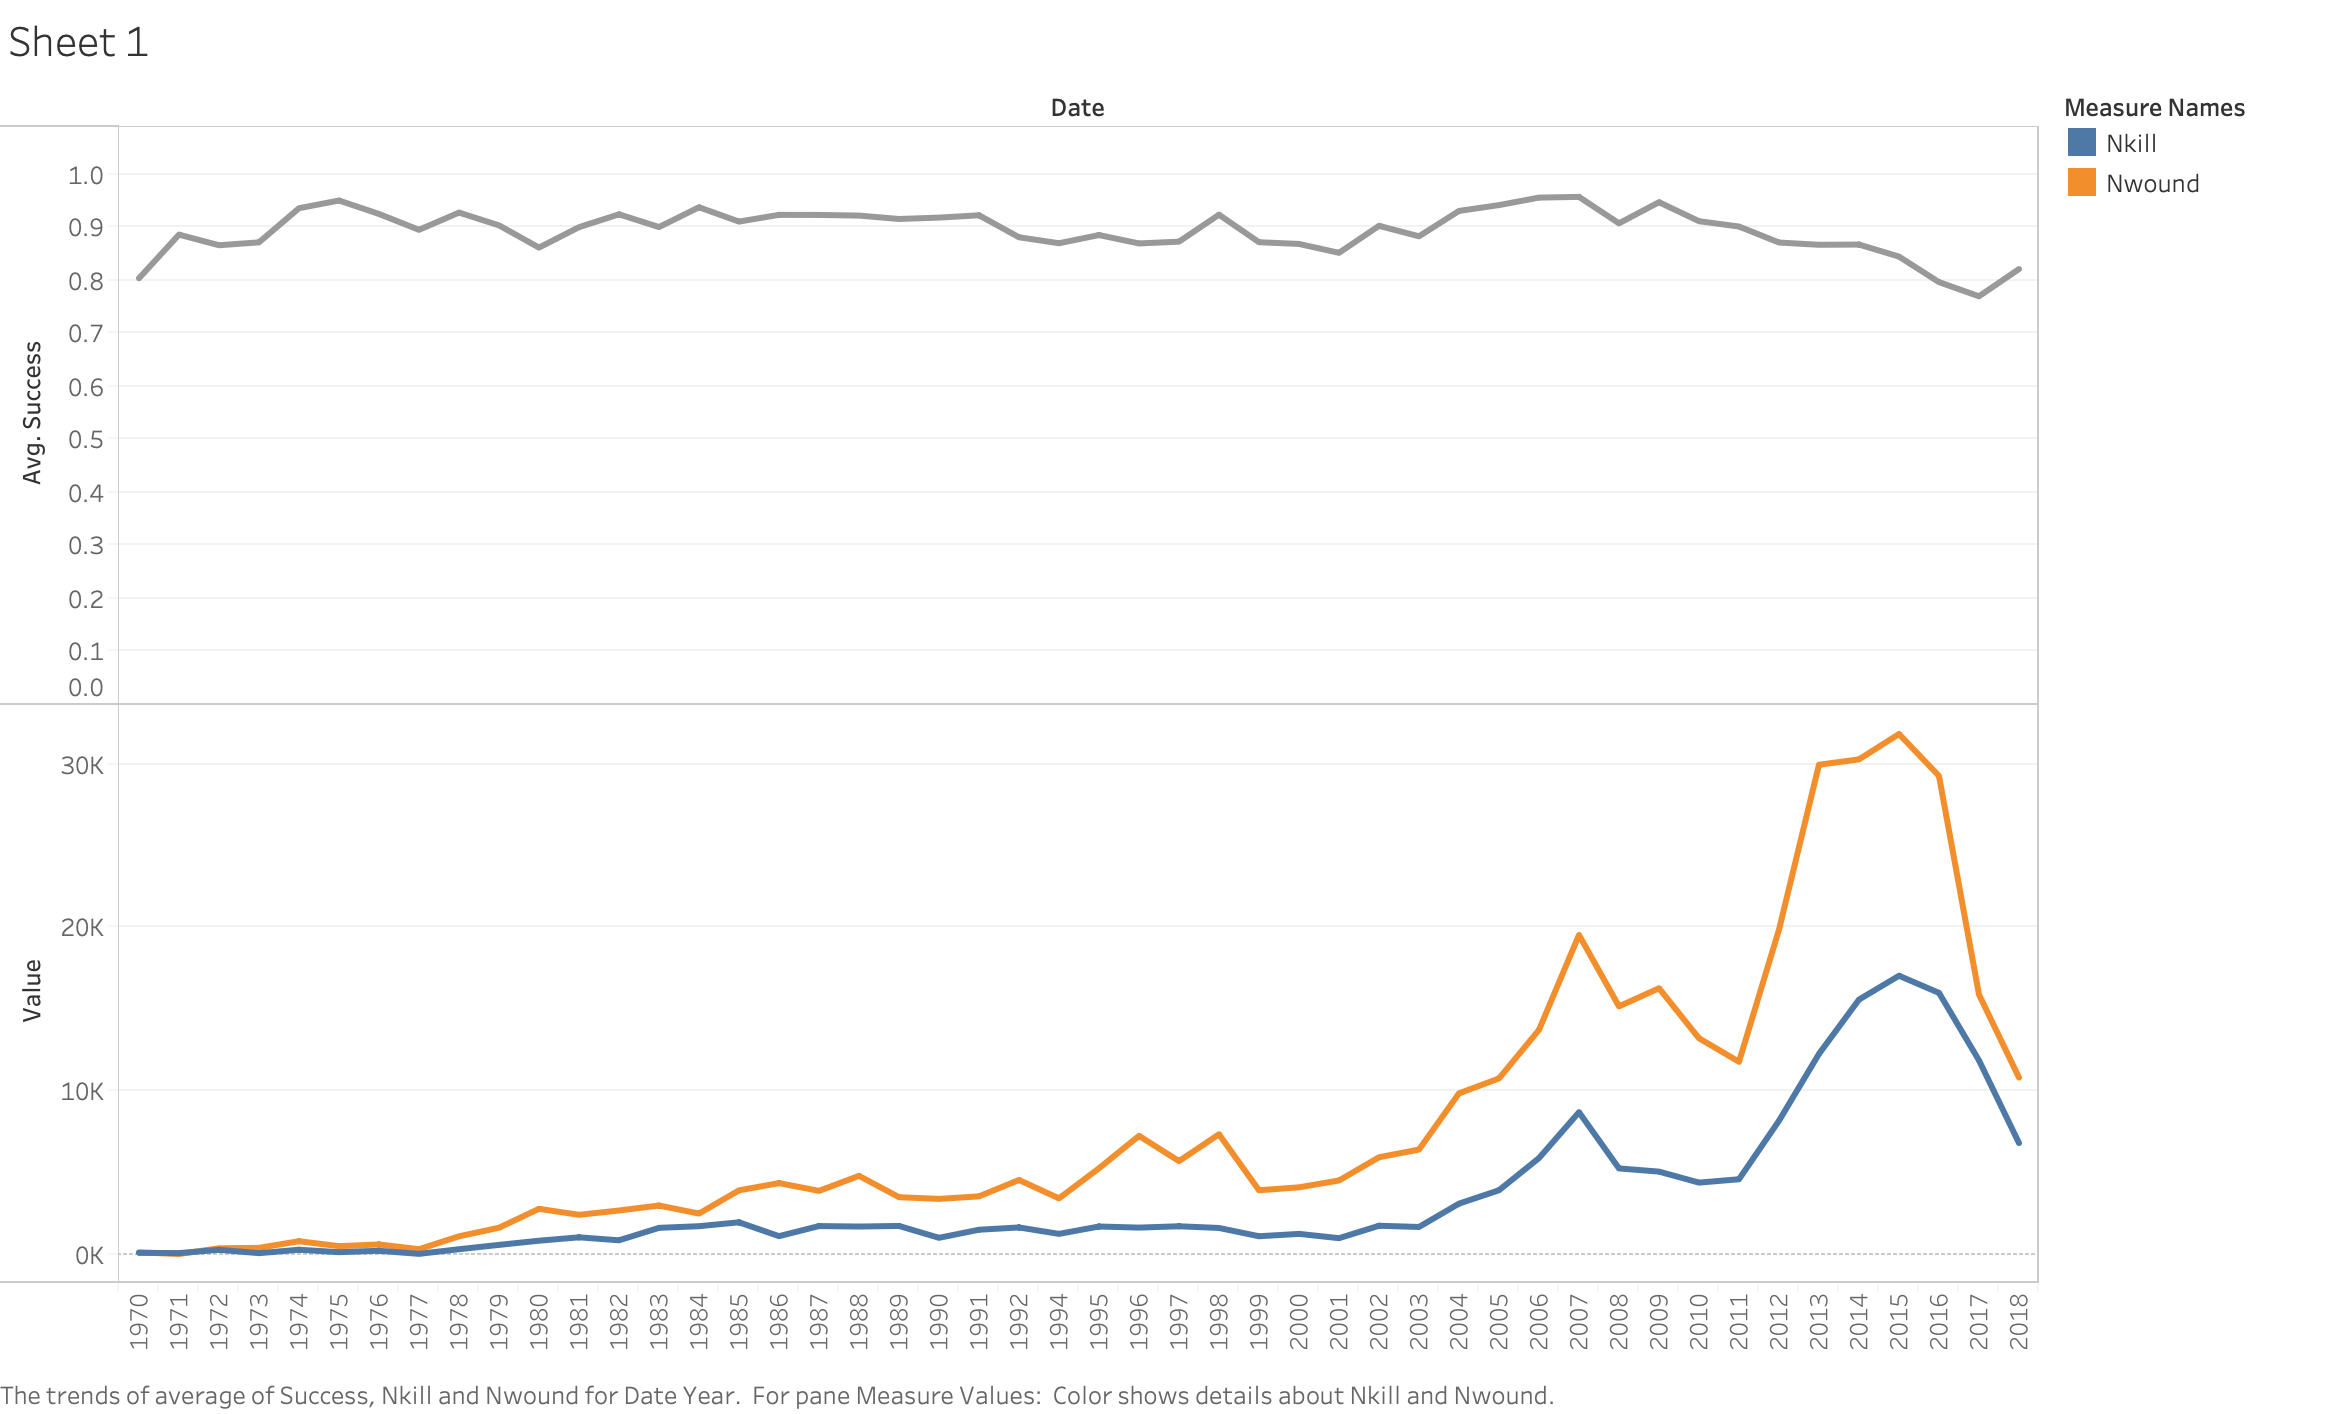 Sheet 1
Date
Measure Names
Nkill
Nwound
Avg. Success
1.0
0.9
0.8
0.7
0.6
0.5
0.4
0.3
0.2
0.1
0.0
Value
30K
20K
10K
0K
1970 1971 1972 1973 1974 1975 1976 1977 1978 1979 1980 1981 1982 1983 1984 1985 1986 1987 1988 1989 1990 1991 1992 1994 1995 1996 1997 1998 1999 2000 2001 2002 2003 2004 2005 2006 2007 2008 2009 2010 2011 2012 2013 2014 2015 2016 2017 2018
The trends of average of Success, Nkill and Nwound for Date Year.  For pane Measure Values:  Color shows details about Nkill and Nwound.